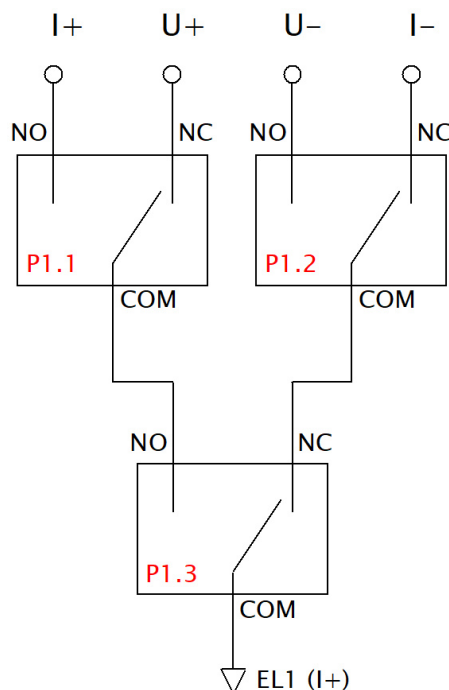 I+ U+ U− I−
NO NC NO NC
P1.1 P1.2
COM COM
NO NC
P1.3
COM
EL1 (I+)